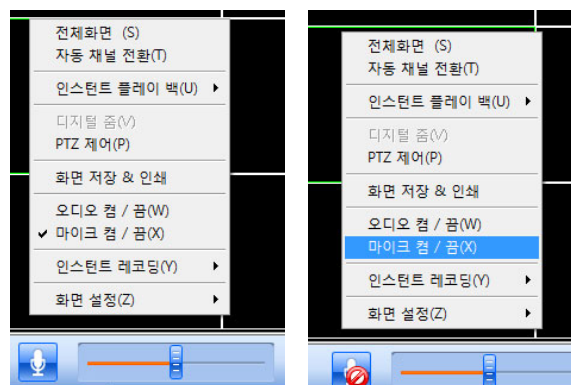 전체화면 (S)
자동 채널 전환(T)
인스턴트 플레이 백(U)
디지털 줌(V)
PTZ 제어(P)
화면 저장 & 인쇄
오디오 켬 / 끔(W)
마이크 켬 / 끔(X)
인스턴트 레코딩(Y)
화면 설정(Z)
전체화면 (S)
자동 채널 전환(T)
인스턴트 플레이 백(U)
디지털 줌(V)
PTZ 제어(P)
화면 저장 & 인쇄
오디오 켬 / 끔(W)
마이크 켬 / 끔(X)
인스턴트 레코딩(Y)
화면 설정(Z)